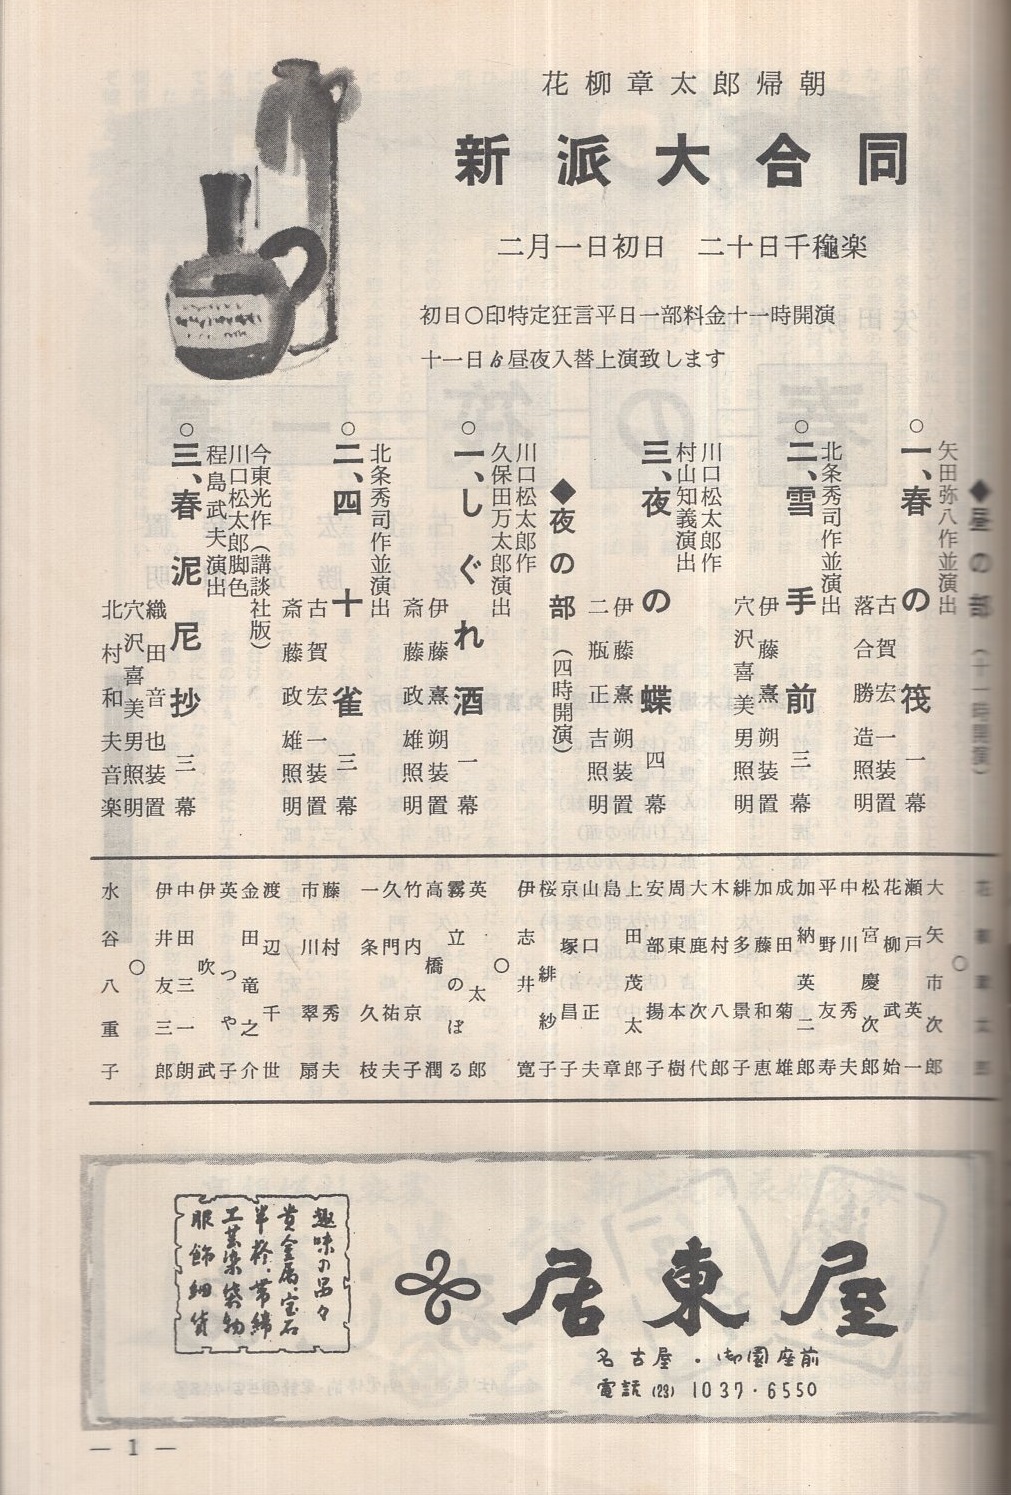 花柳章太郎帰朝
新派大合同
二月一日初日　二十日千穐楽
初日〇印特定狂言平日一部料金十一時開演
十一日ゟ昼夜入替上演致します
◆昼の部（十一時開演）
矢田弥八作並演出
○一、春の筏　一幕
古賀宏一装置
落合勝造照明
北条秀司作並演出
○二、雪手前　三幕
伊藤熹朔装置
穴沢喜美男照明
川口松太郎作
村山知義演出
三、夜の蝶　四幕
伊藤熹朔装置
二瓶正吉照明
◆夜の部（四時開演）
川口松太郎作
久保田万太郎演出
○一、しぐれ酒　一幕
伊藤熹朔装置
斎藤政雄照明
北条秀司作並演出
○二、四十雀　三幕
古賀宏一装置
斎藤政雄照明
今東光作（講談社版）
川口松太郎脚色
程島武夫演出
○三、春泥尼抄　三幕
織田音也装置
穴沢喜美男照明
北村和夫音楽
花柳章太郎
○
大矢市次郎
瀬戸英一
花柳武始
松宮慶次郎
中川秀夫
平野友寿
加納英二郎
成田菊雄
加藤和恵
緋多景子
木村八郎
大鹿次代
周東本樹
安部揚子
上田茂太郎
島章
山口正夫
京塚昌子
桜緋紗子
伊志井寛
○
英太郎
霧立のぼる
高橋潤
竹内京子
久門祐夫
一条久枝
藤村秀夫
市川翠扇
渡辺千世
金田竜之介
英つや子
伊吹武
中田三一朗
伊井友三郎
○
水谷八重子
居東屋
名古屋・御園座前
電話(23) 1037・6550
趣味の品々
貴金属・宝石
半衿・帯締
工芸染袋物
服飾細貨
— 1 —